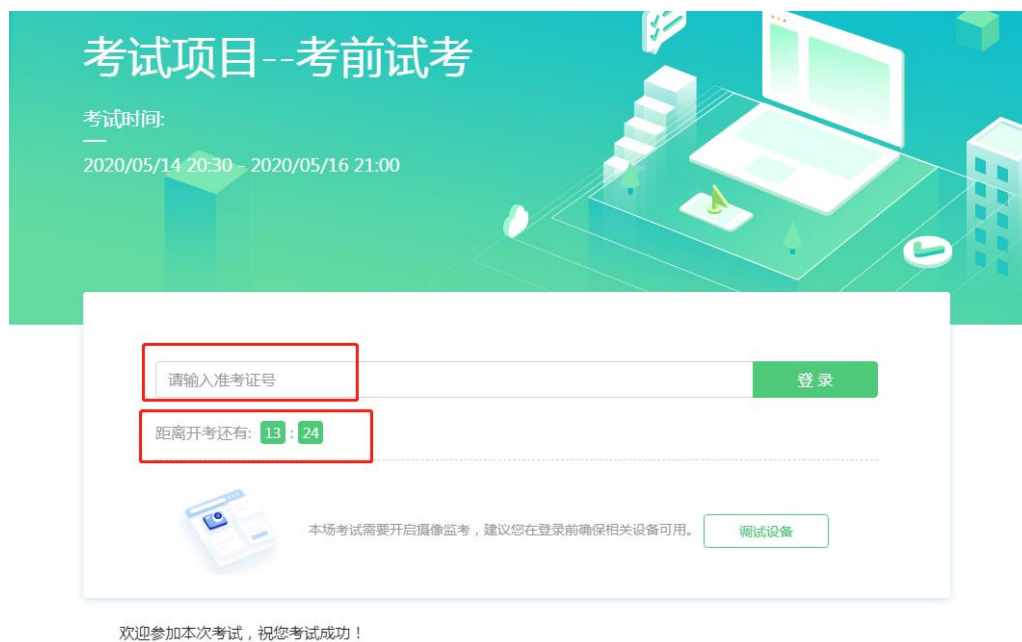 考试项目--考前试考
考试时间:
2020/05/14 20:30 - 2020/05/16 21:00
请输入准考证号
登录
距离开考还有: 13 : 24
本场考试需要开启摄像监考，建议您在登录前确保相关设备可用。
调试设备
欢迎参加本次考试，祝您考试成功！